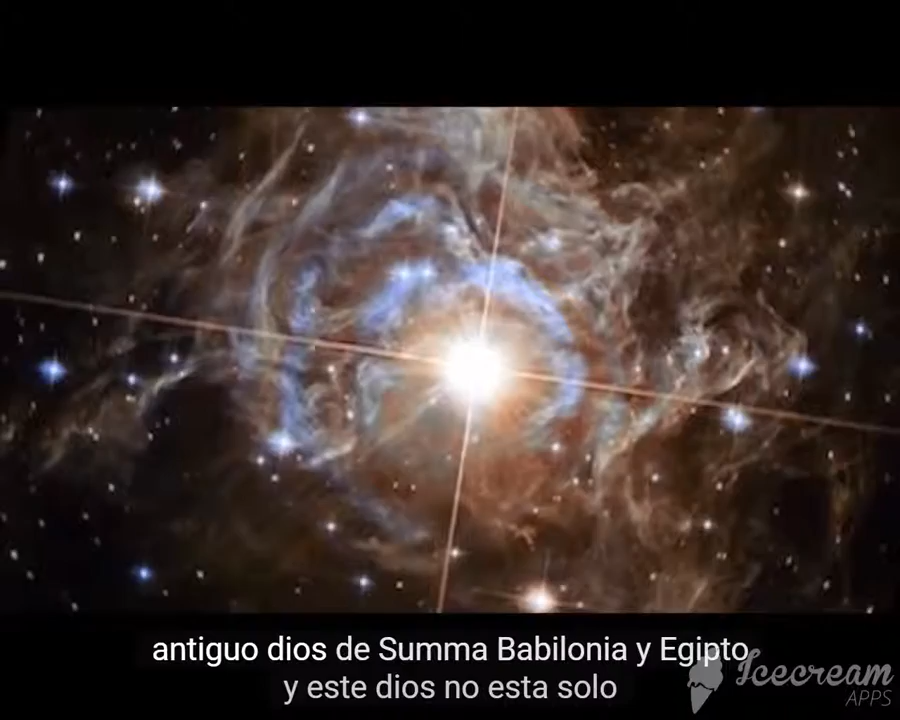 antiguo dios de Summa Babilonia y Egipto
y este dios no esta solo
Icecream
APPS